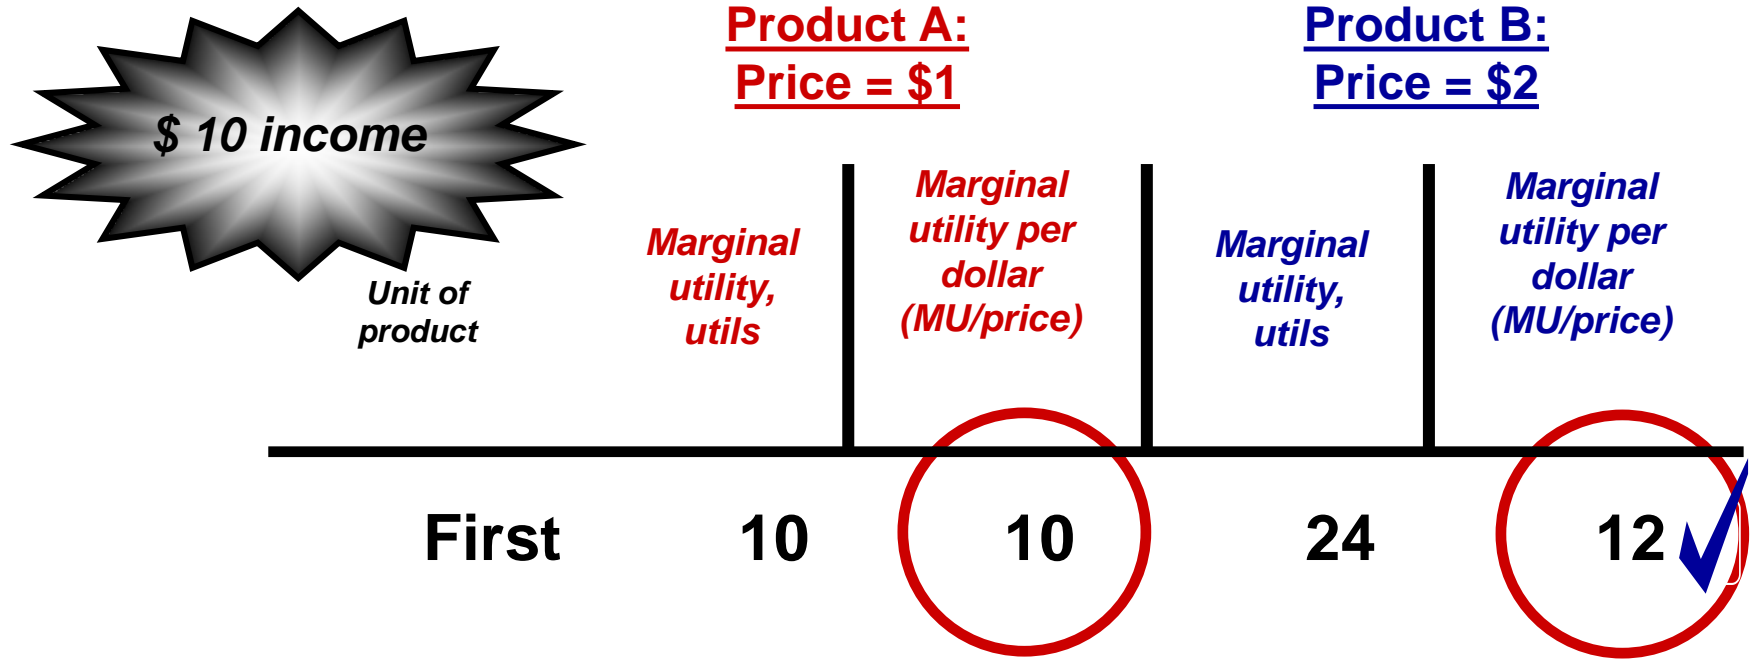 $ 10 income
Product A:
Price = $1
Product B:
Price = $2
Unit of
product
Marginal
utility,
utils
Marginal
utility per
dollar
(MU/price)
Marginal
utility,
utils
Marginal
utility per
dollar
(MU/price)
First 10 10 24 12